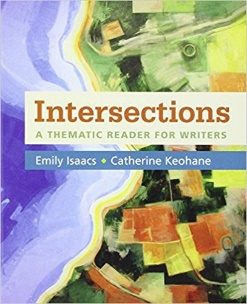 Intersections
A THEMATIC READER FOR WRITERS
Emily Isaacs • Catherine Keohane